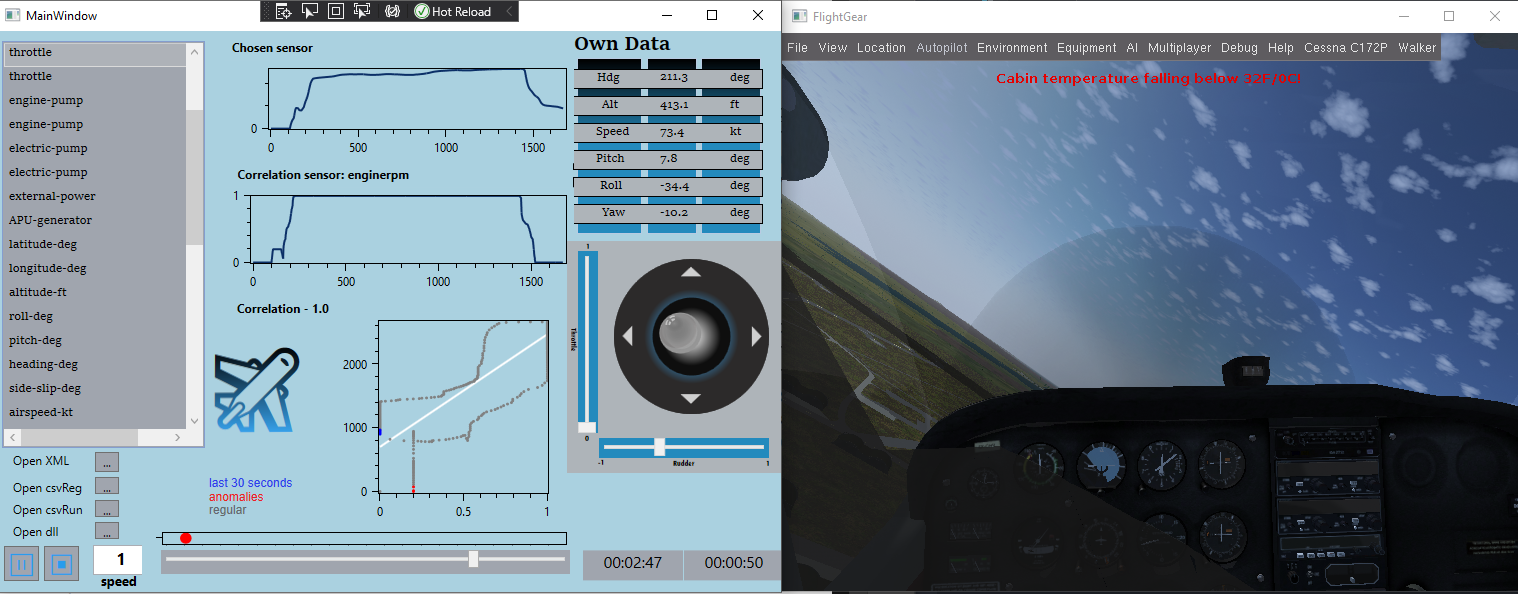 MainWindow
Hot Reload
throttle
throttle
engine-pump
engine-pump
electric-pump
electric-pump
external-power
APU-generator
latitude-deg
longitude-deg
altitude-ft
roll-deg
pitch-deg
heading-deg
side-slip-deg
airspeed-kt
Open XML
...
Open csvReg
...
Open csvRun
...
Open dll
...
1
speed
Chosen sensor
0
0 500 1000 1500
Correlation sensor: enginerpm
1
0
0 500 1000 1500
Correlation - 1.0
2000
1000
0
0 0.5 1
last 30 seconds
anomalies
regular
Own Data
Hdg 211.3 deg
Alt 413.1 ft
Speed 73.4 kt
Pitch 7.8 deg
Roll -34.4 deg
Yaw -10.2 deg
1
Throttle
0
-1 Rudder 1
00:02:47 00:00:50
FlightGear
File View Location Autopilot Environment Equipment AI Multiplayer Debug Help Cessna C172P Walker
Cabin temperature falling below 32F/0C!